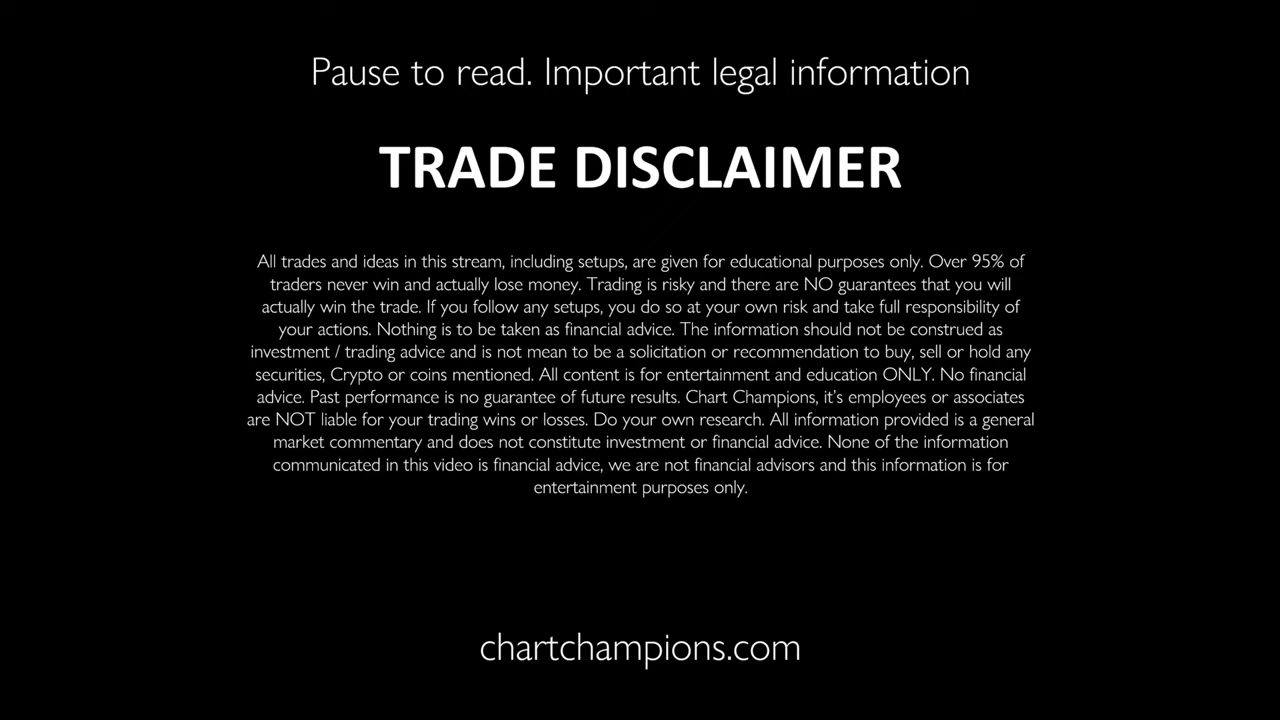 Pause to read. Important legal information
TRADE DISCLAIMER
All trades and ideas in this stream, including setups, are given for educational purposes only. Over 95% of
traders never win and actually lose money. Trading is risky and there are NO guarantees that you will
actually win the trade. If you follow any setups, you do so at your own risk and take full responsibility of
your actions. Nothing is to be taken as financial advice. The information should not be construed as
investment / trading advice and is not mean to be a solicitation or recommendation to buy, sell or hold any
securities, Crypto or coins mentioned. All content is for entertainment and education ONLY. No financial
advice. Past performance is no guarantee of future results. Chart Champions, it's employees or associates
are NOT liable for your trading wins or losses. Do your own research. All information provided is a general
market commentary and does not constitute investment or financial advice. None of the information
communicated in this video is financial advice, we are not financial advisors and this information is for
entertainment purposes only.
chartchampions.com